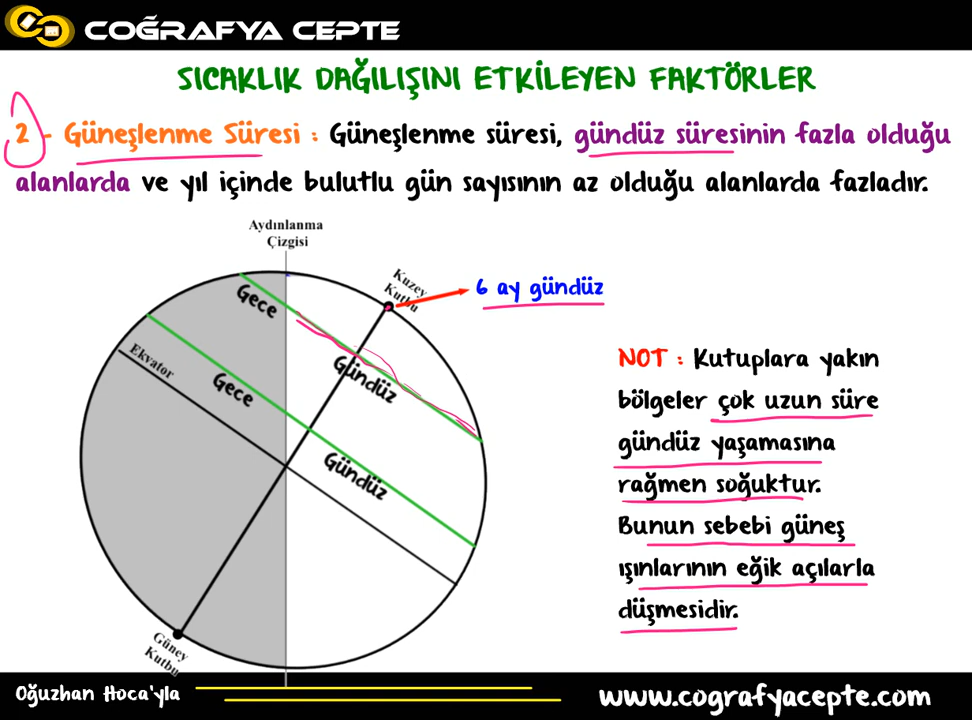 COĞRAFYA CEPTE
SICAKLIK DAĞILIŞINI ETKİLEYEN FAKTÖRLER
2 - Güneşlenme Süresi : Güneşlenme süresi, gündüz süresinin fazla olduğu
alanlarda ve yıl içinde bulutlu gün sayısının az olduğu alanlarda fazladır.
Aydınlanma
Çizgisi
Kuzey
Kutbu
6 ay gündüz
Gece
Gündüz
Ekvator
Gece
Gündüz
NOT : Kutuplara yakın
bölgeler çok uzun süre
gündüz yaşamasına
rağmen soğuktur.
Bunun sebebi güneş
ışınlarının eğik açılarla
düşmesidir.
Güney
Kutbu
Oğuzhan Hoca'yla
www.cografyacepte.com